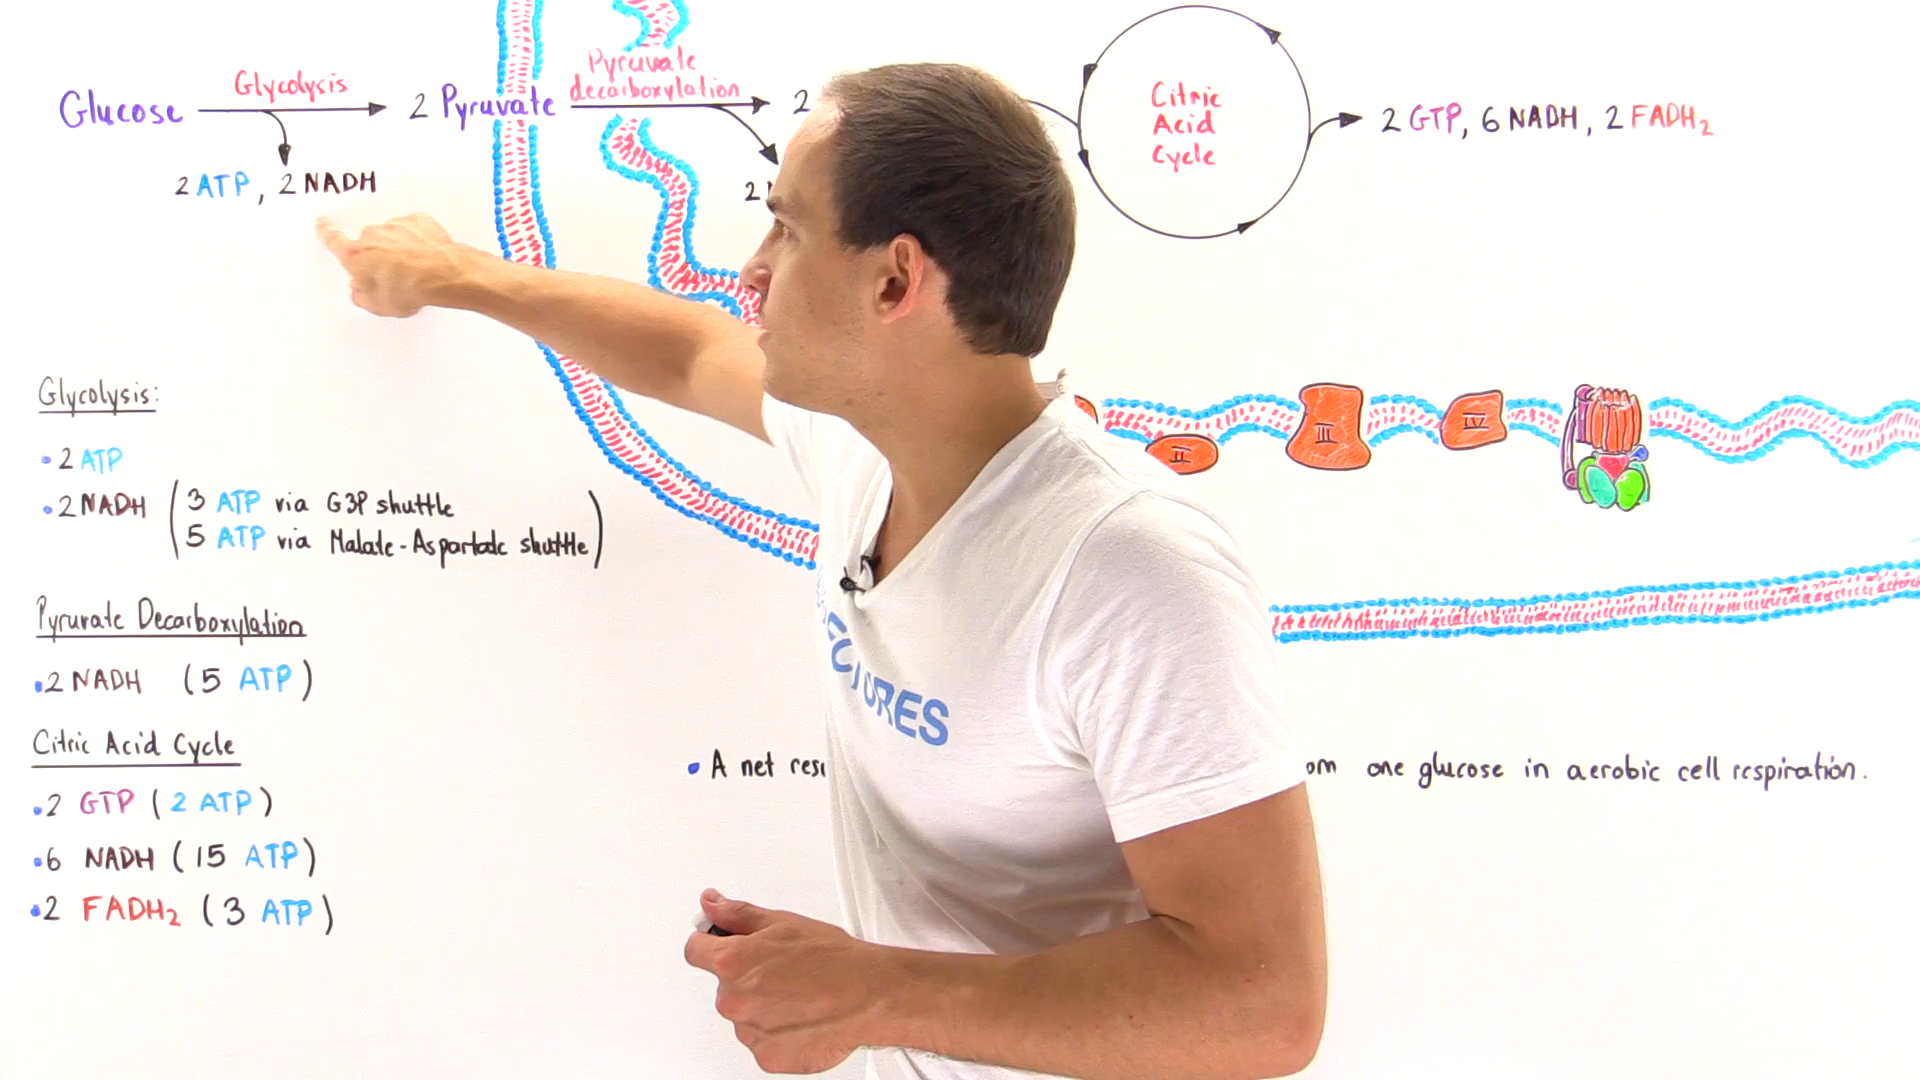 Glucose
Glycolysis
2 ATP, 2 NADH
2 Pyruvate
Pyruvate
decarboxylation
2
2
Citric
Acid
Cycle
2 GTP, 6 NADH, 2 FADH2
Glycolysis:
• 2 ATP
• 2 NADH (3 ATP via G3P shuttle
5 ATP via Malate-Aspartate shuttle)
Pyruvate Decarboxylation
• 2 NADH (5 ATP)
Citric Acid Cycle
• 2 GTP (2 ATP)
• 6 NADH (15 ATP)
• 2 FADH2 (3 ATP)
II
III
IV
ECTURES
• A net one glucose in aerobic cell respiration.